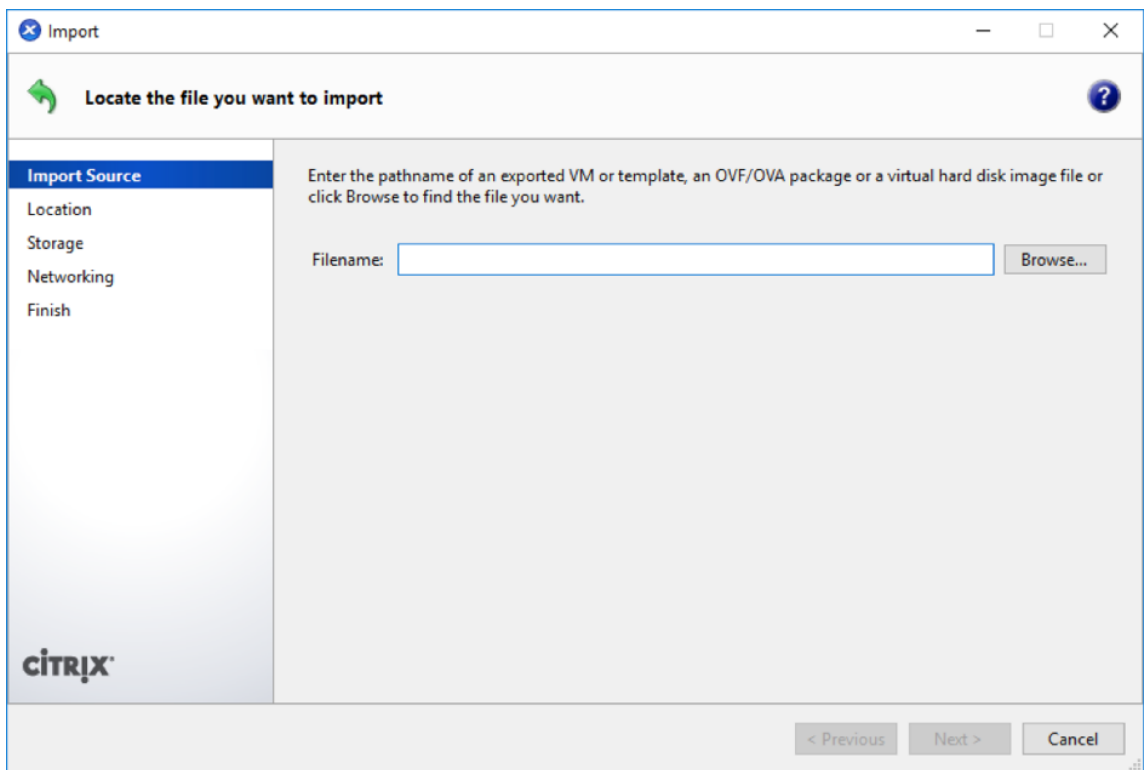 Import
Locate the file you want to import
?
Import Source
Location
Storage
Networking
Finish
Enter the pathname of an exported VM or template, an OVF/OVA package or a virtual hard disk image file or
click Browse to find the file you want.
Filename:
Browse...
CİTRIX
< Previous
Next >
Cancel